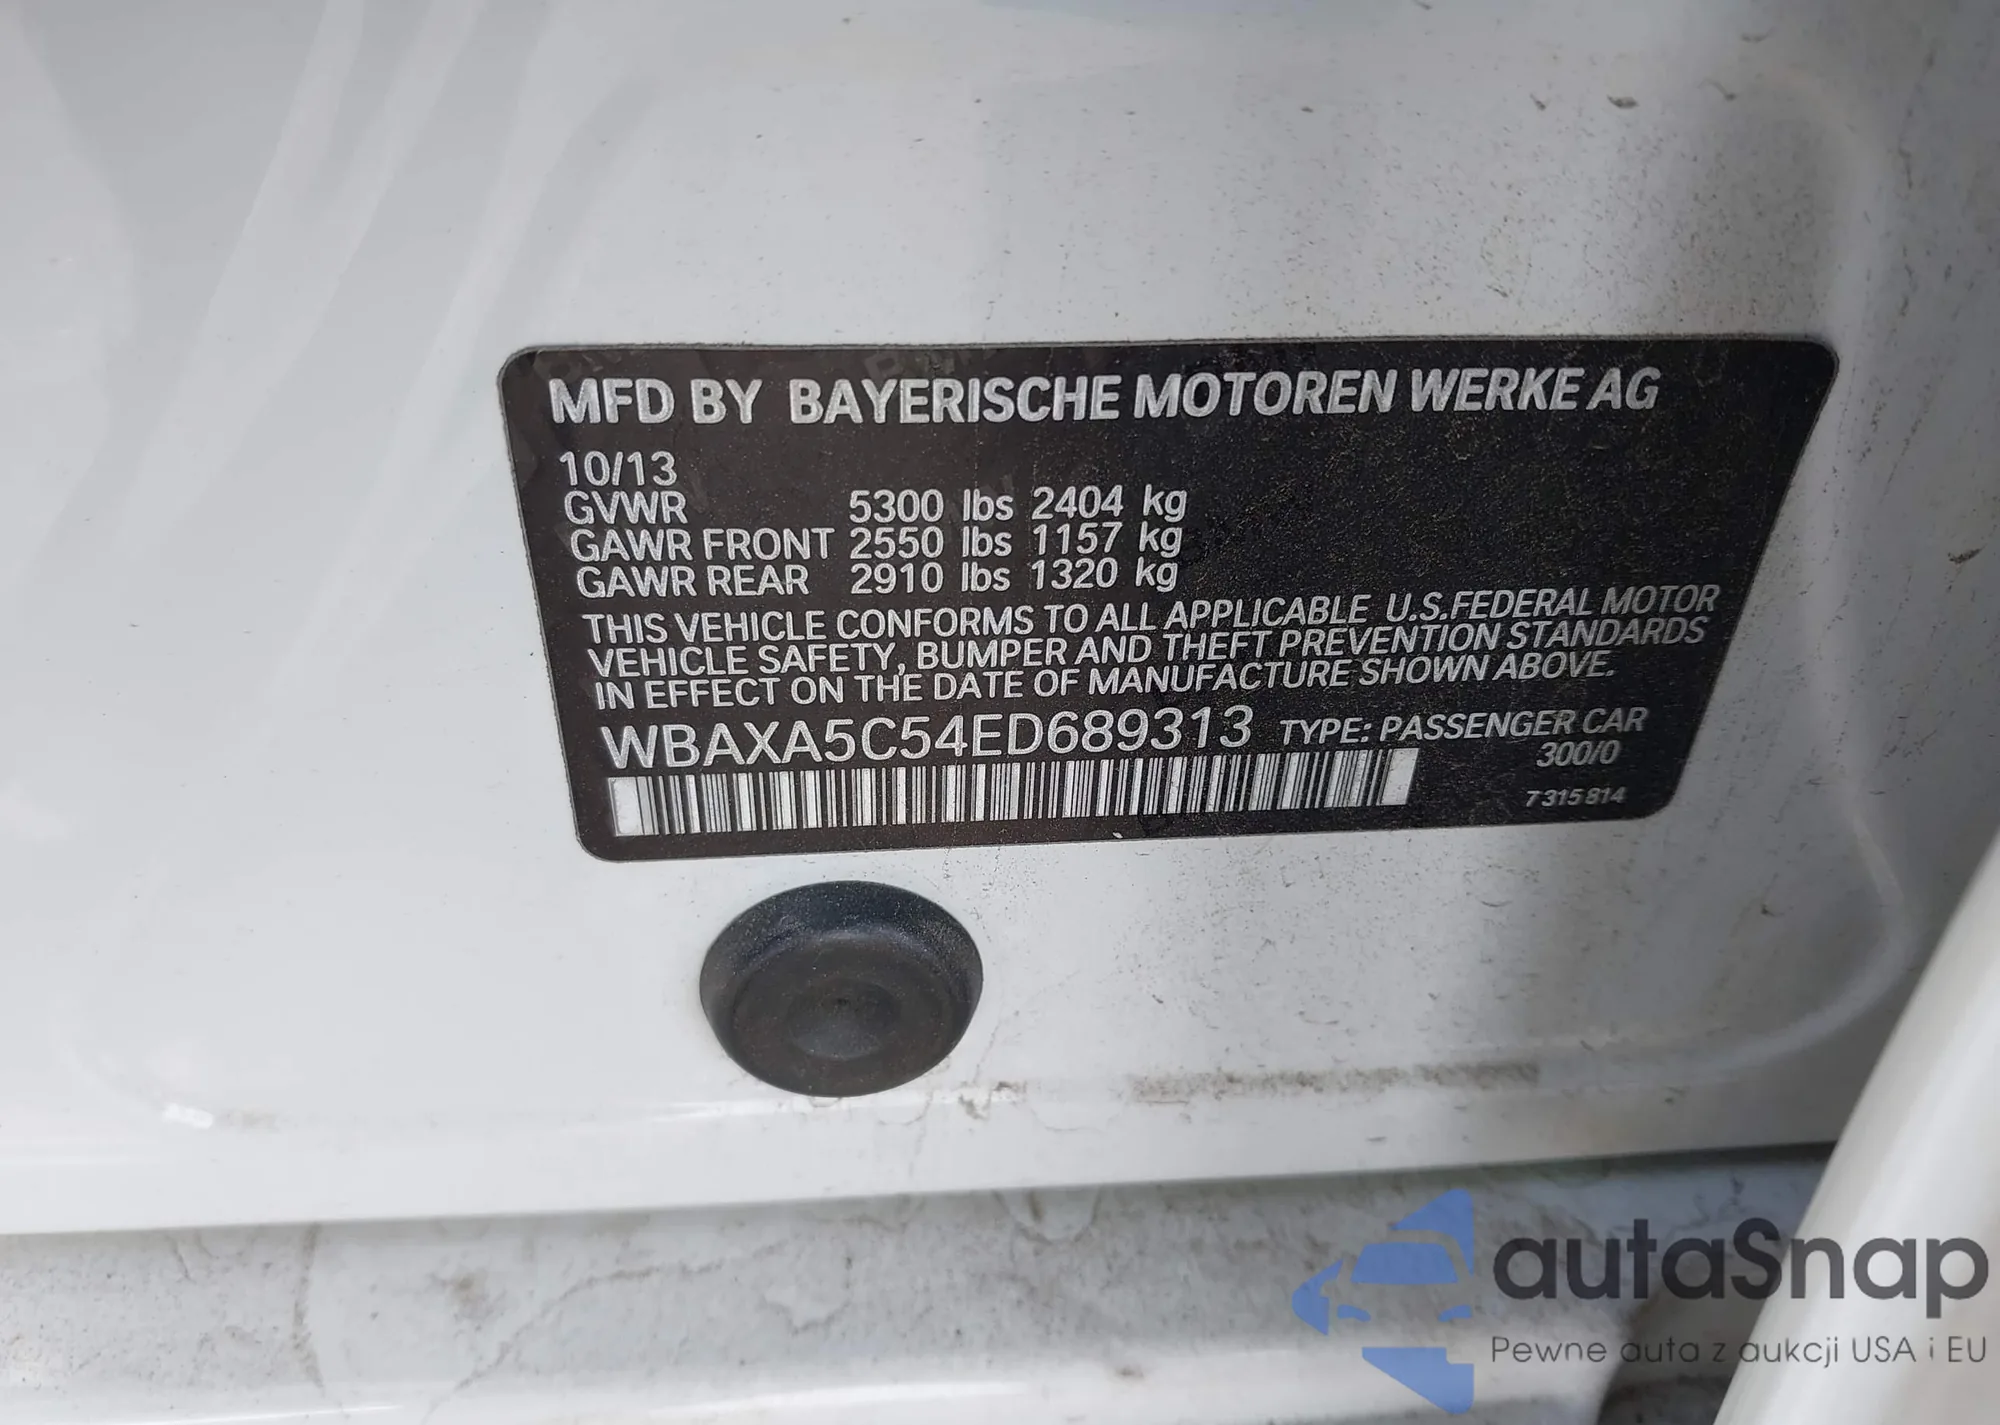 MFD BY BAYERISCHE MOTOREN WERKE AG
10/13
GVWR 5300 lbs 2404 kg
GAWR FRONT 2550 lbs 1157 kg
GAWR REAR 2910 lbs 1320 kg
THIS VEHICLE CONFORMS TO ALL APPLICABLE U.S.FEDERAL MOTOR
VEHICLE SAFETY, BUMPER AND THEFT PREVENTION STANDARDS
IN EFFECT ON THE DATE OF MANUFACTURE SHOWN ABOVE.
WBAXA5C54ED689313 TYPE: PASSENGER CAR
300/0
7315814
autaSnap
Pewne auta z aukcji USA i EU